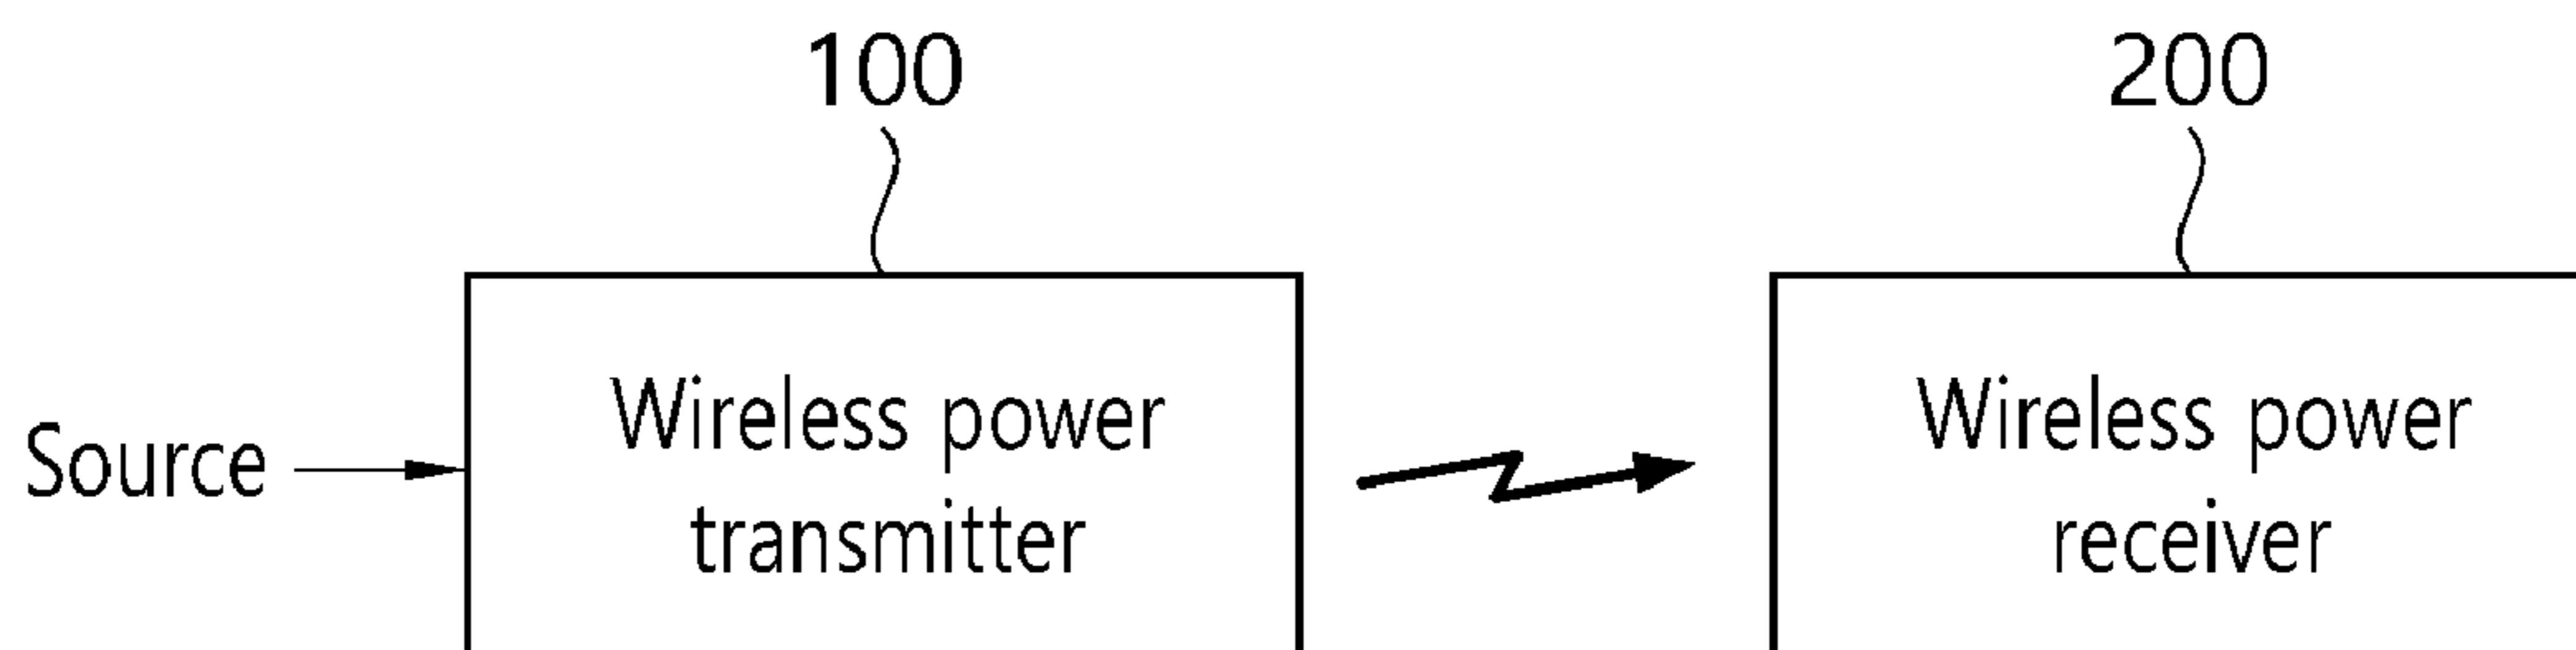 100
200
Source
Wireless power
transmitter
Wireless power
receiver